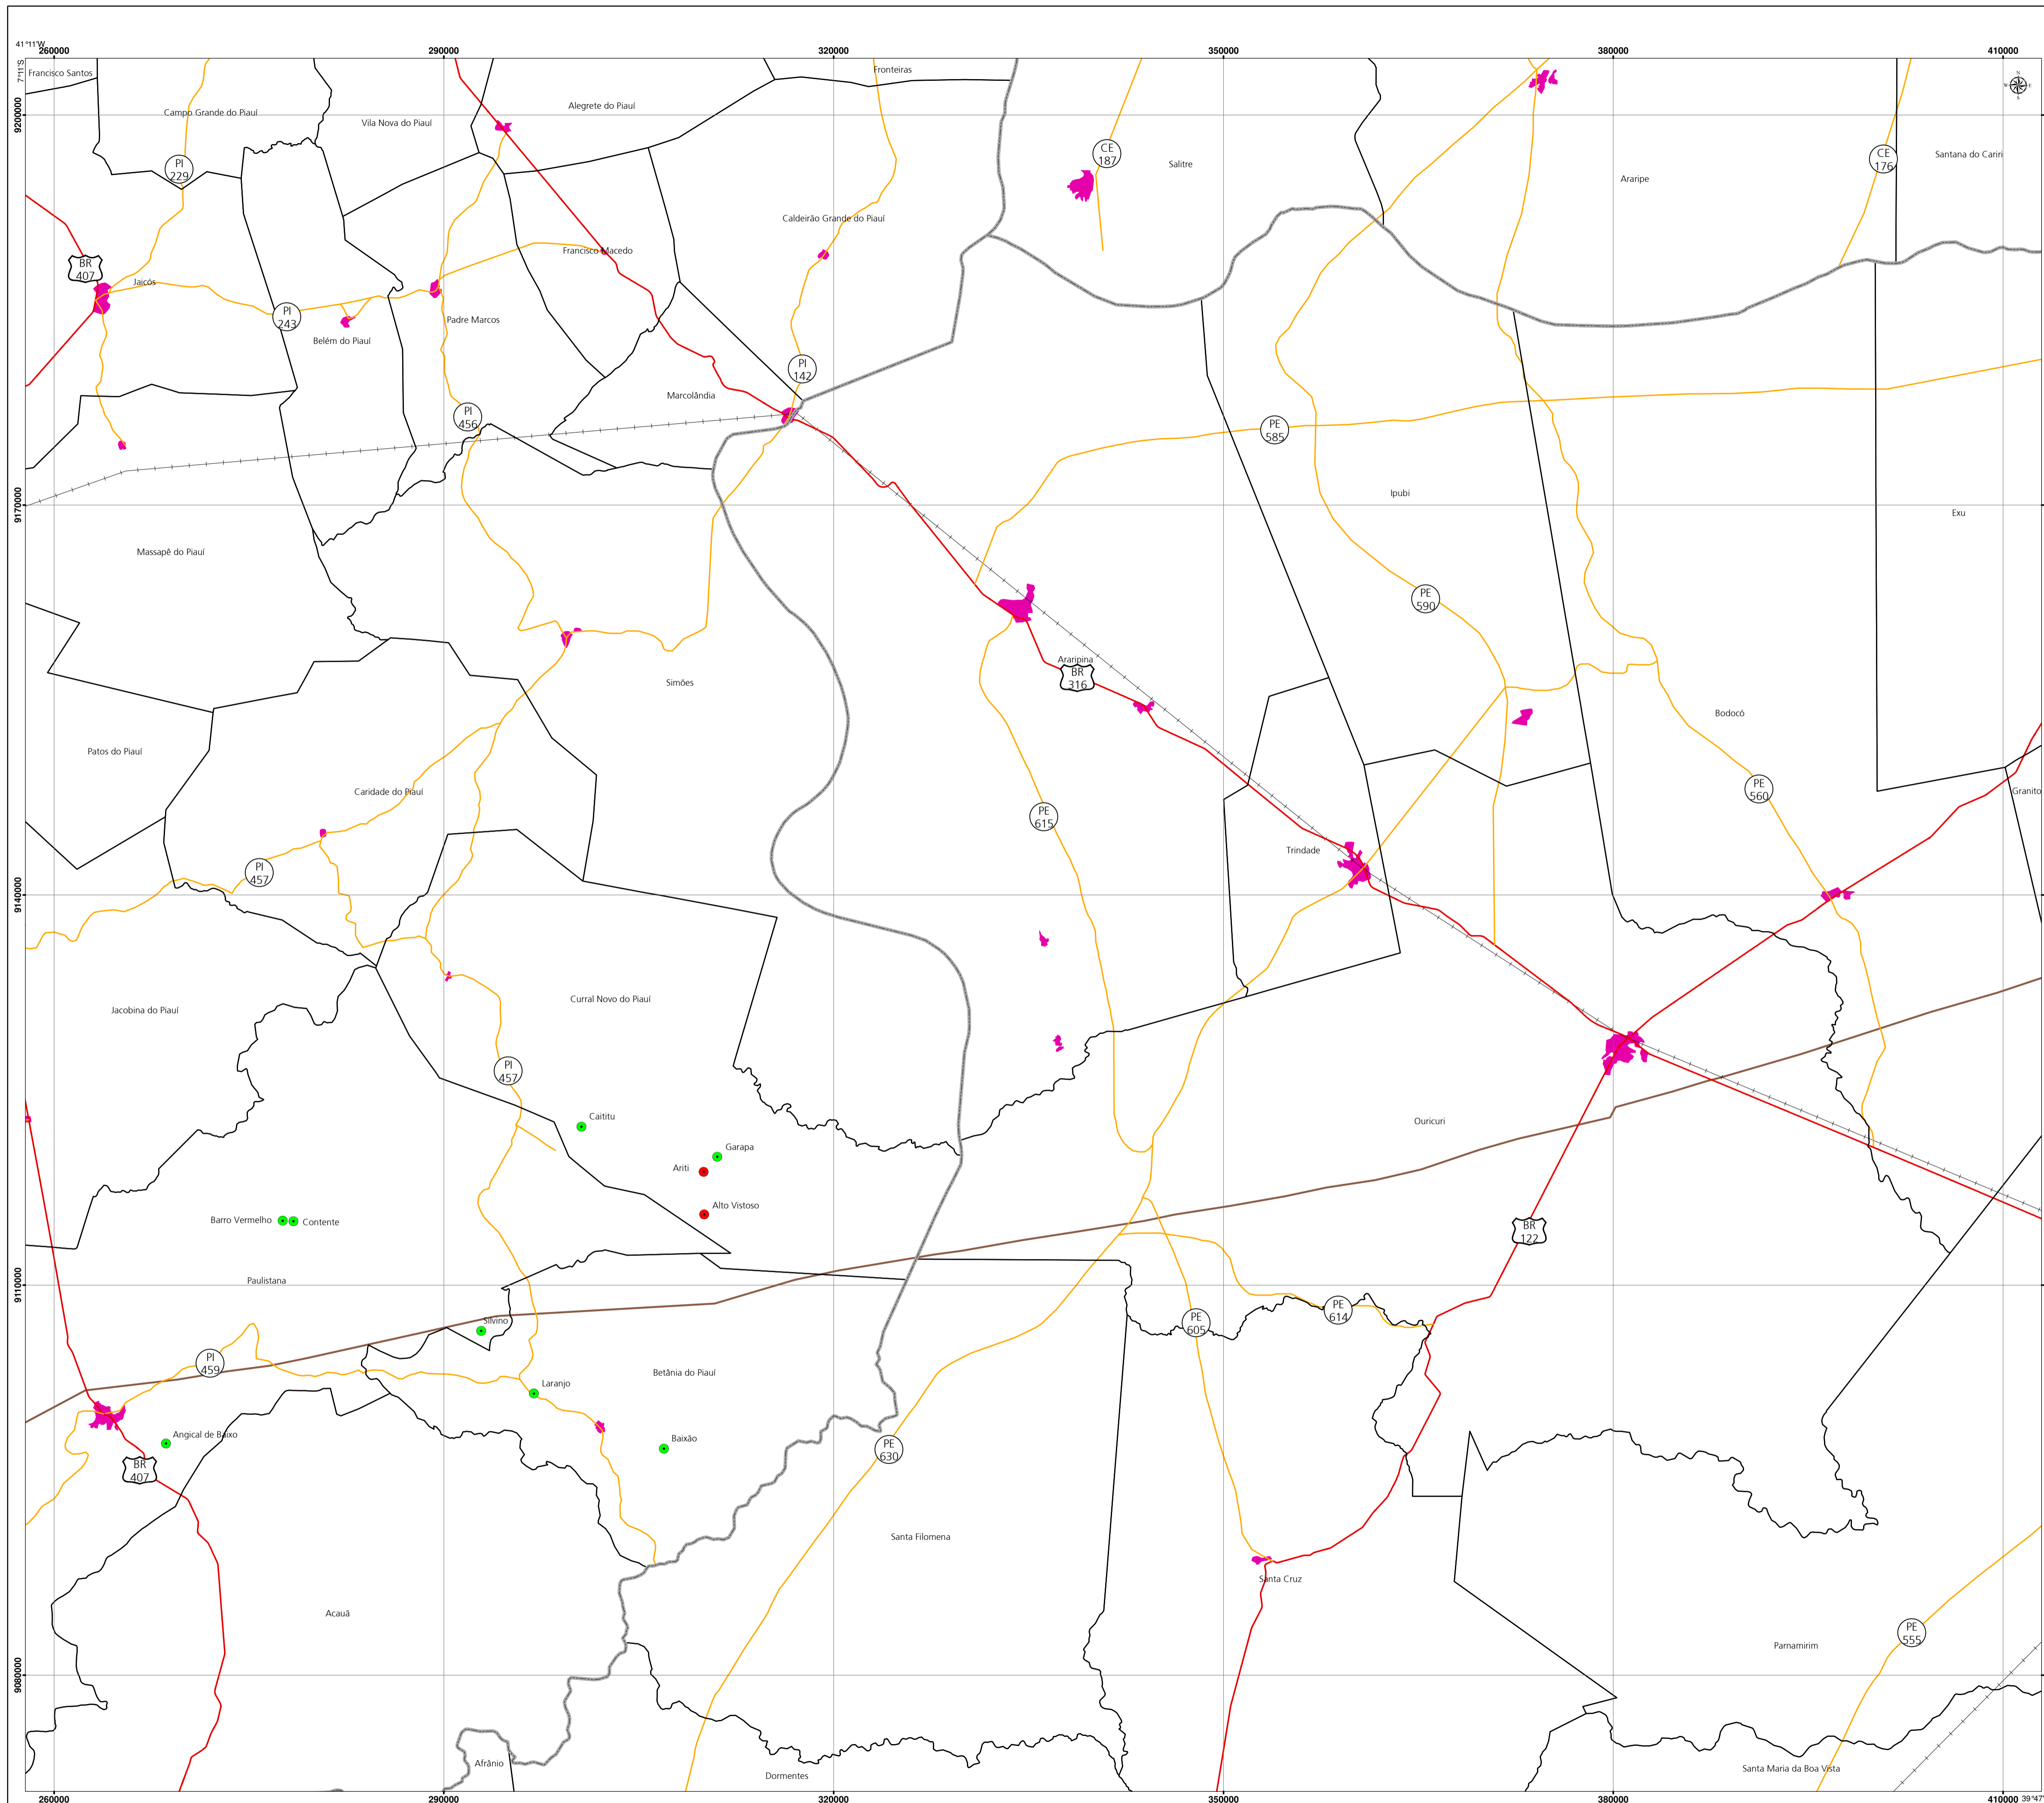 41°11'W
260000
290000
320000
350000
380000
410000
7°11'S
Francisco Santos
Fronteiras
N
W
E
S
9200000
Campo Grande do Piauí
Vila Nova do Piauí
Alegrete do Piauí
PI
229
CE
187
Salitre
CE
176
Santana do Cariri
Araripe
Caldeirão Grande do Piauí
Francisco Macedo
BR
407
Jaicós
PI
243
Padre Marcos
Belém do Piauí
PI
142
Marcolândia
PI
456
PE
585
9170000
Ipubi
Exu
Massapê do Piauí
PE
590
Araripina
BR
316
Simões
Bodocó
Patos do Piauí
Caridade do Piauí
PE
560
Granito
PE
615
Trindade
PI
457
9140000
Curral Novo do Piauí
Jacobina do Piauí
PI
457
Caititu
Ouricuri
Garapa
Ariti
Alto Vistoso
Barro Vermelho
Contente
BR
122
Paulistana
9110000
Silvino
PE
605
PE
614
PI
459
Betânia do Piauí
Laranjo
Angical de Baixo
Baixão
PE
630
BR
407
Santa Filomena
Santa Cruz
Acauã
PE
555
Parnamirim
9080000
Afrânio
Dormentes
Santa Maria da Boa Vista
260000
290000
320000
350000
380000
410000